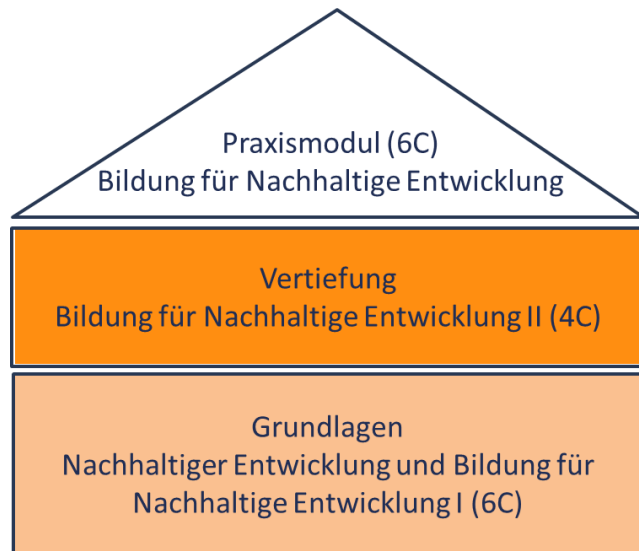 Praxismodul (6C)
Bildung für Nachhaltige Entwicklung
Vertiefung
Bildung für Nachhaltige Entwicklung II (4C)
Grundlagen
Nachhaltiger Entwicklung und Bildung für
Nachhaltige Entwicklung I (6C)